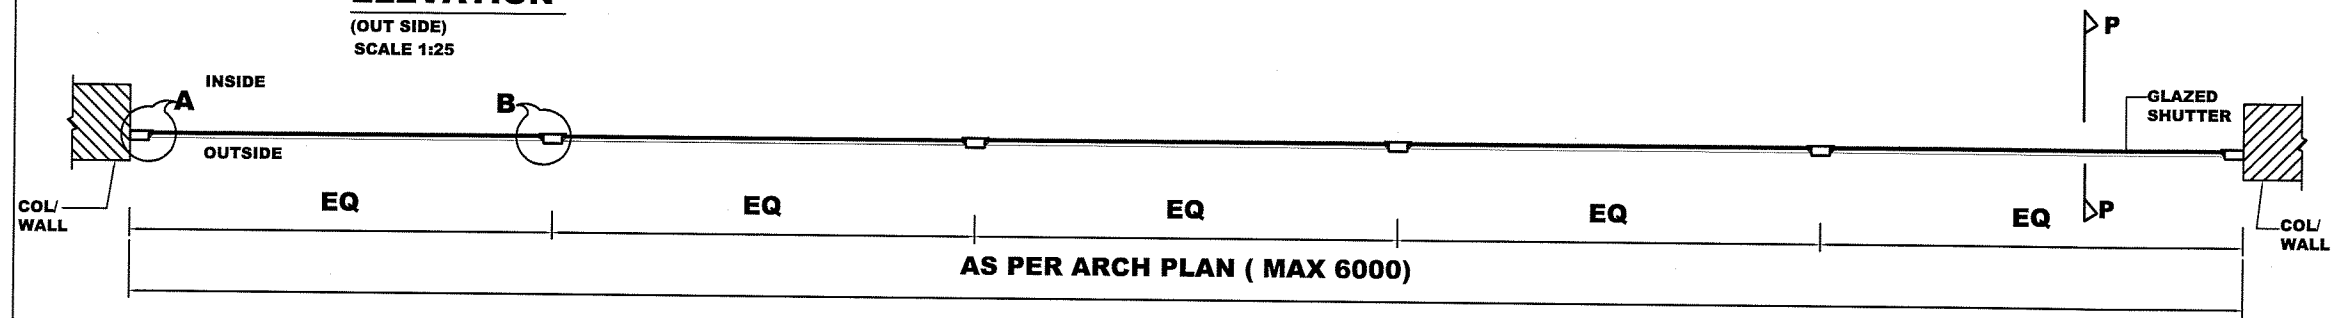 ELEVATION
(OUT SIDE)
SCALE 1:25
P
INSIDE
A
B
GLAZED
SHUTTER
OUTSIDE
COL/
WALL
EQ
EQ
EQ
EQ
EQ
P
COL/
WALL
AS PER ARCH PLAN ( MAX 6000)